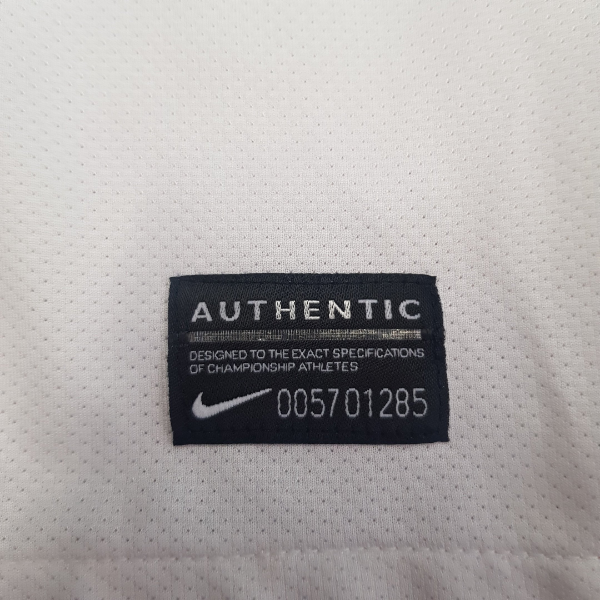 AUTHENTIC
DESIGNED TO THE EXACT SPECIFICATIONS
OF CHAMPIONSHIP ATHLETES
005701285